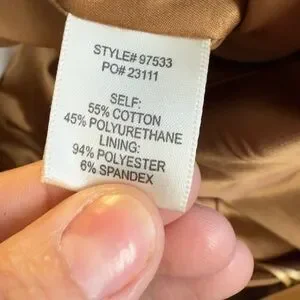 STYLE# 97533
PO# 23111
SELF:
55% COTTON
45% POLYURETHANE
LINING:
94% POLYESTER
6% SPANDEX